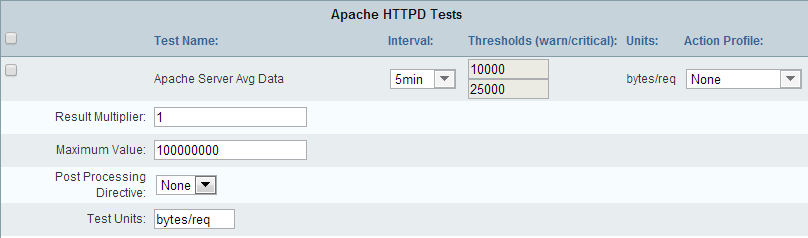 Apache HTTPD Tests
Test Name: Interval: Thresholds (warn/critical): Units: Action Profile:
Apache Server Avg Data 5min 10000 bytes/req None
25000
Result Multiplier: 1
Maximum Value: 100000000
Post Processing
Directive: None
Test Units: bytes/req